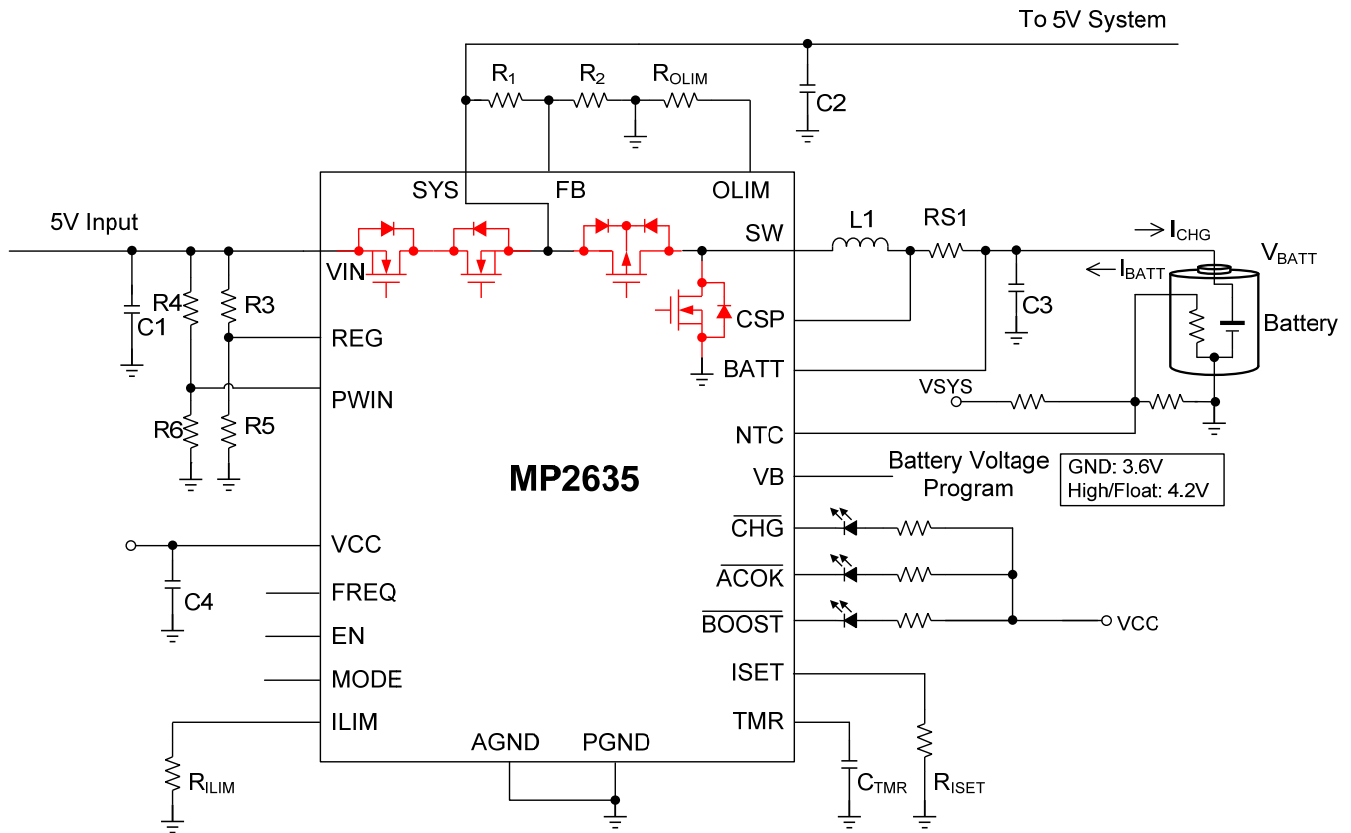 To 5V System
R1
R2
ROLIM
C2
SYS
FB
OLIM
5V Input
SW
L1
RS1
ICHG
IBATT
VBATT
VIN
R4
R3
C1
C3
CSP
Battery
REG
BATT
PWIN
VSYS
R6
R5
NTC
MP2635
VB
Battery Voltage
Program
GND: 3.6V
High/Float: 4.2V
CHG
VCC
ACOK
FREQ
C4
BOOST
VCC
EN
ISET
MODE
ILIM
TMR
AGND
PGND
RILIM
CTMR
RISET